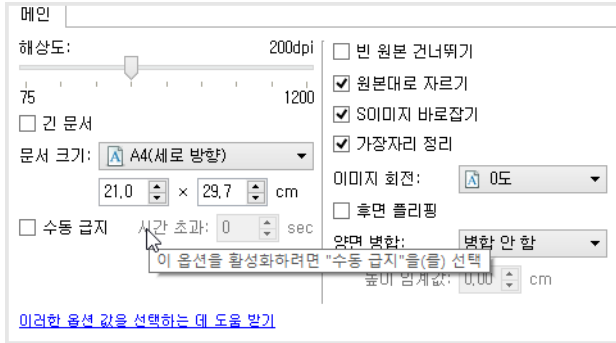 메인
해상도: 200dpi
75 1200
긴 문서
문서 크기: A4(세로 방향)
21,0 × 29,7 cm
수동 급지 시간 초과: 0 sec
빈 원본 건너뛰기
원본대로 자르기
S이미지 바로잡기
가장자리 정리
이미지 회전: 0도
후면 플리핑
양면 병합: 병합 안 함
이 옵션을 활성화하려면 "수동 급지"을(를) 선택
높이 임계값: 0,00 cm
이러한 옵션 값을 선택하는 데 도움 받기